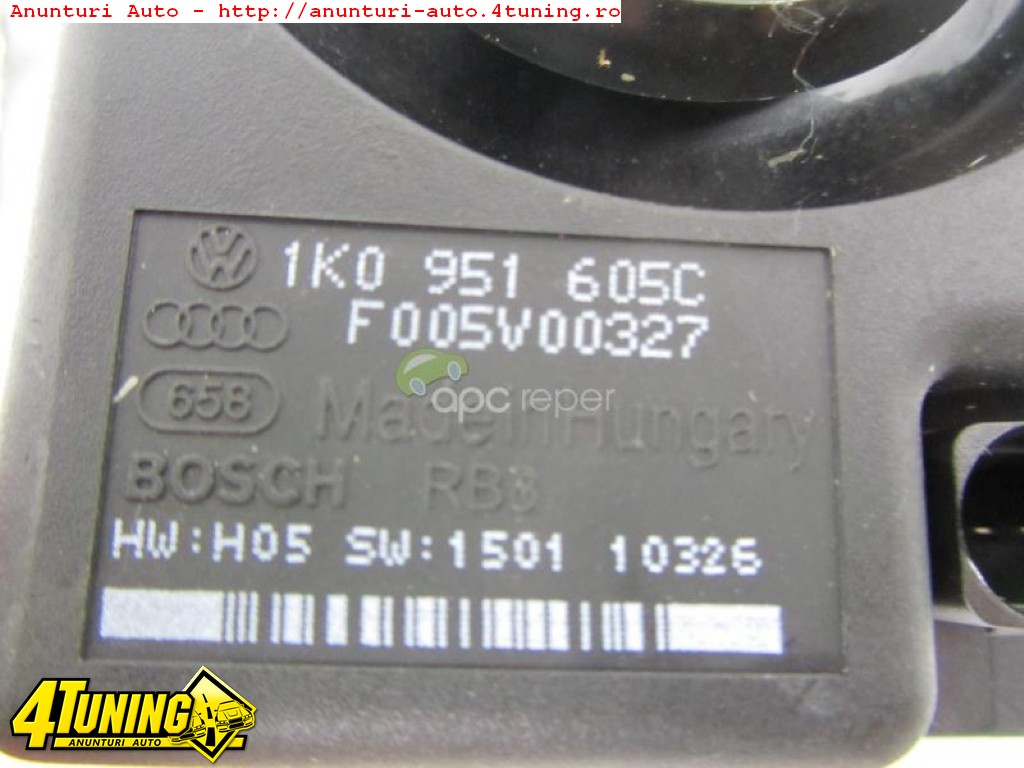 Anunturi Auto - http://anunturi-auto.4tuning.ro
1K0 951 605C
F005V00327
apc reper
658
Made in Hungary
BOSCH RB3
HW:H05 SW:1501 10326
4TUNING
ANUNTURI AUTO